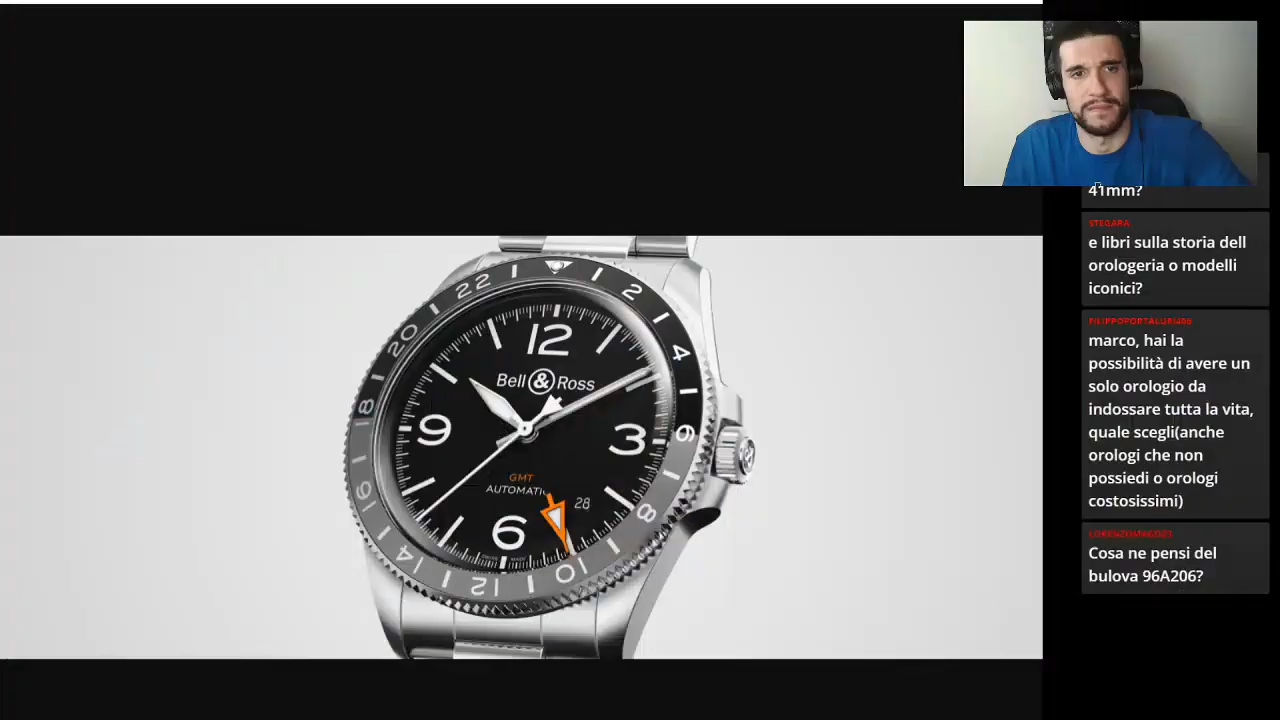 22
2
20
4
18
6
16
8
14
12
10
12
Bell & Ross
9
3
GMT
AUTOMATIC
28
6
SWISS MADE
41mm?
STEGARA
e libri sulla storia dell
orologeria o modelli
iconici?
marco, hai la
possibilità di avere un
solo orologio da
indossare tutta la vita,
quale scegli(anche
orologi che non
possiedi o orologi
costosissimi)
Cosa ne pensi del
bulova 96A206?